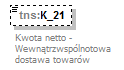 tns:K_21
Kwota netto -
Wewnątrzwspólnotowa
dostawa towarów